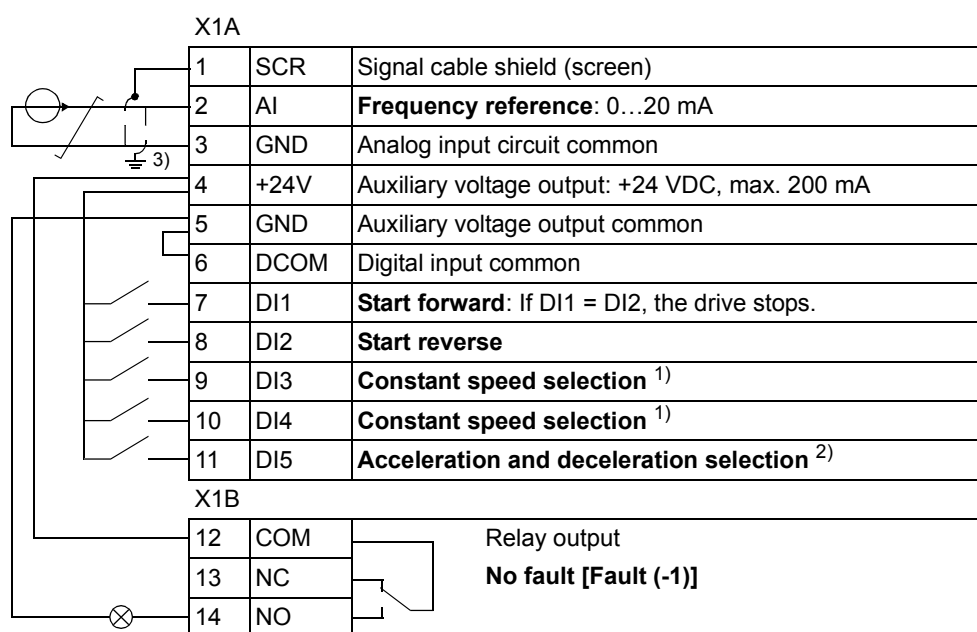 X1A
1 SCR Signal cable shield (screen)
2 AI Frequency reference: 0…20 mA
3 GND Analog input circuit common
3)
4 +24V Auxiliary voltage output: +24 VDC, max. 200 mA
5 GND Auxiliary voltage output common
6 DCOM Digital input common
7 DI1 Start forward: If DI1 = DI2, the drive stops.
8 DI2 Start reverse
9 DI3 Constant speed selection 1)
10 DI4 Constant speed selection 1)
11 DI5 Acceleration and deceleration selection 2)
X1B
12 COM Relay output
13 NC No fault [Fault (-1)]
14 NO